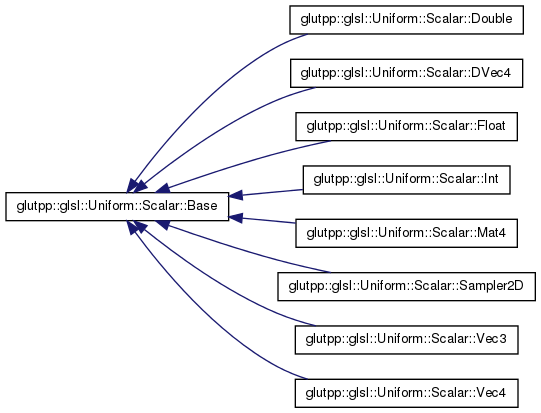 glutpp::glsl::Uniform::Scalar::Double
glutpp::glsl::Uniform::Scalar::DVec4
glutpp::glsl::Uniform::Scalar::Float
glutpp::glsl::Uniform::Scalar::Int
glutpp::glsl::Uniform::Scalar::Base
glutpp::glsl::Uniform::Scalar::Mat4
glutpp::glsl::Uniform::Scalar::Sampler2D
glutpp::glsl::Uniform::Scalar::Vec3
glutpp::glsl::Uniform::Scalar::Vec4